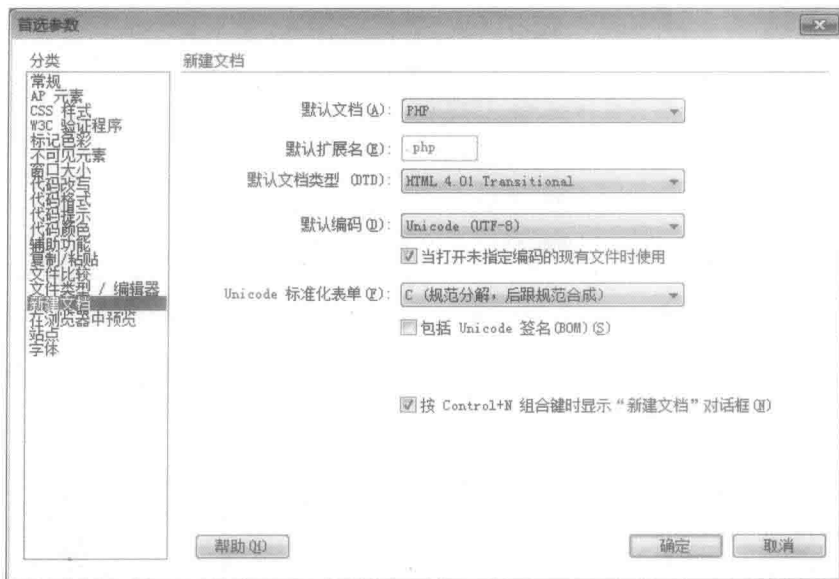 首选参数
分类
常规
AP 元素
CSS 样式
W3C 验证程序
标记色彩
不可见元素
窗口大小
代码改写
代码格式
代码提示
代码颜色
辅助功能
复制/粘贴
文件比较
文件类型 / 编辑器
新建文档
在浏览器中预览
站点
字体
新建文档
默认文档(A): PHP
默认扩展名(E): .php
默认文档类型 (DTD): HTML 4.01 Transitional
默认编码(D): Unicode (UTF-8)
当打开未指定编码的现有文件时使用
Unicode 标准化表单(F): C (规范分解，后跟规范合成)
包括 Unicode 签名(BOM)(S)
按 Control+N 组合键时显示“新建文档”对话框(N)
帮助(H)
确定
取消